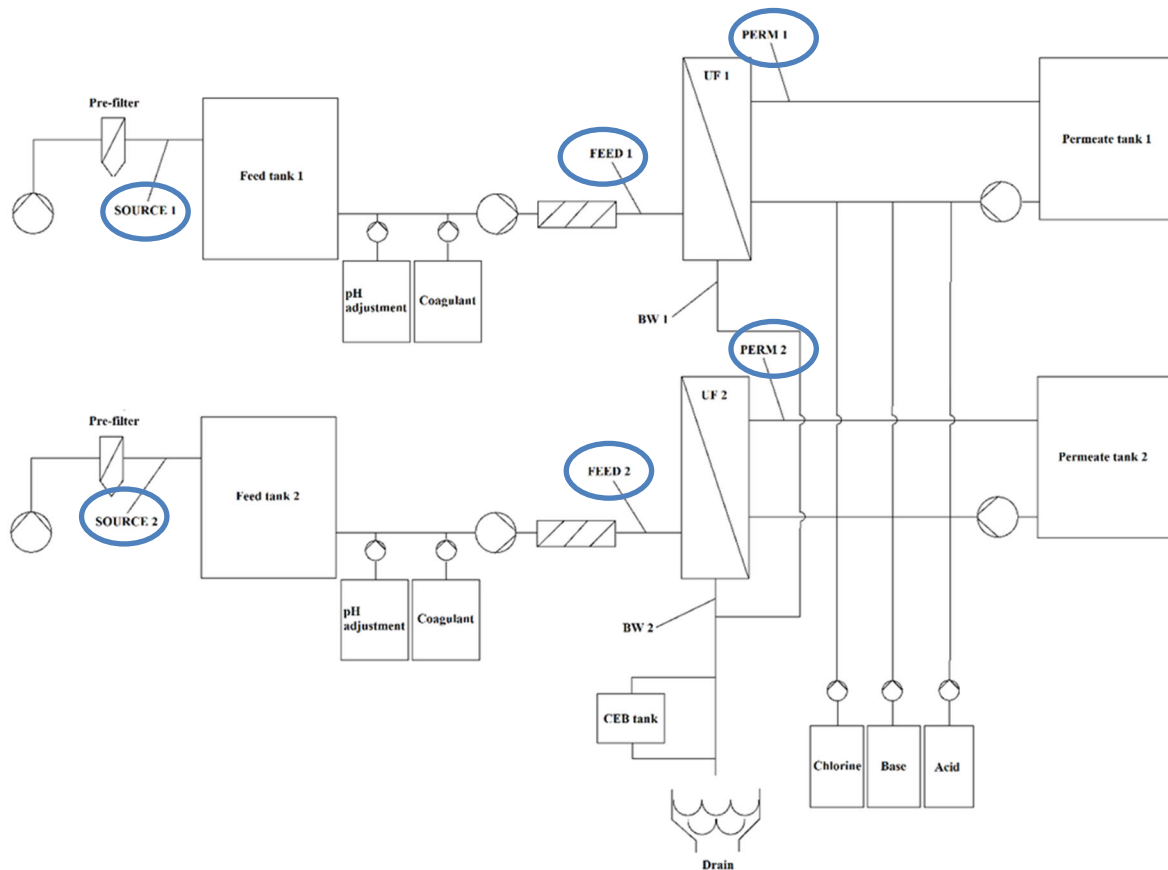 PERM 1
UF 1
Pre-filter
Permeate tank 1
FEED 1
Feed tank 1
SOURCE 1
pH
adjustment
Coagulant
BW 1
PERM 2
UF 2
Pre-filter
Permeate tank 2
FEED 2
Feed tank 2
SOURCE 2
pH
adjustment
Coagulant
BW 2
CEB tank
Chlorine
Base
Acid
Drain